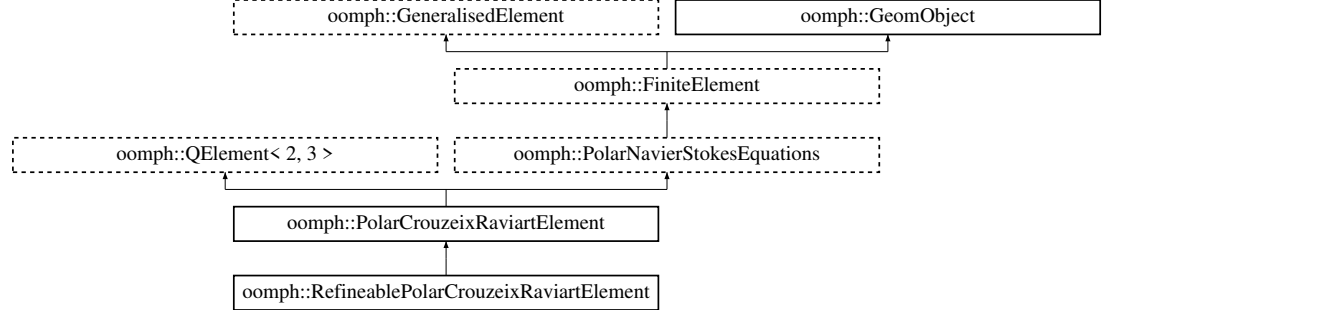 oomph::GeneralisedElement
oomph::GeomObject
oomph::FiniteElement
oomph::QElement< 2, 3 >
oomph::PolarNavierStokesEquations
oomph::PolarCrouzeixRaviartElement
oomph::RefineablePolarCrouzeixRaviartElement